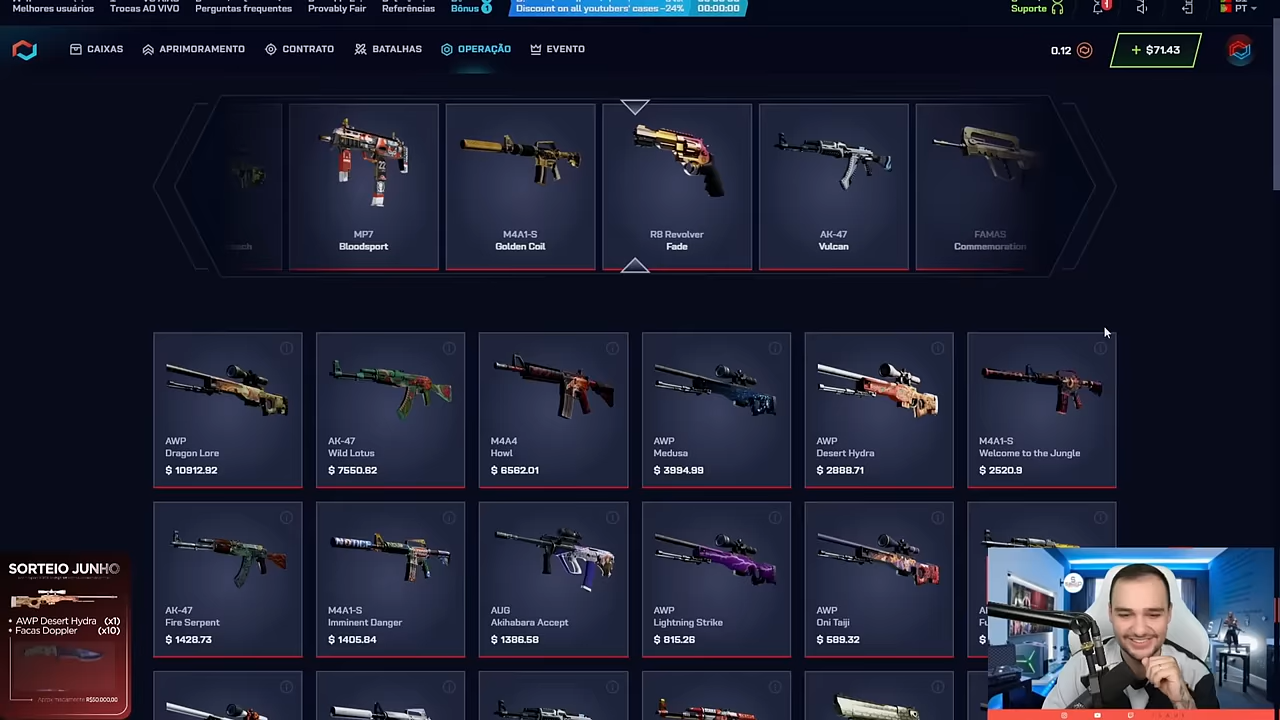 Melhores usuários
Trocas AO VIVO
Perguntas frequentes
Provably Fair
Referências
Bônus
Discount on all youtubers' cases –24%
00:00:00
Suporte
PT
CAIXAS
APRIMORAMENTO
CONTRATO
BATALHAS
OPERAÇÃO
EVENTO
0.12
+ $71.43
MP7
Bloodsport
M4A1-S
Golden Coil
R8 Revolver
Fade
AK-47
Vulcan
FAMAS
Commemoration
AWP
Dragon Lore
$ 10912.92
AK-47
Wild Lotus
$ 7550.62
M4A4
Howl
$ 6562.01
AWP
Medusa
$ 3994.99
AWP
Desert Hydra
$ 2888.71
M4A1-S
Welcome to the Jungle
$ 2520.9
AK-47
Fire Serpent
$ 1428.73
M4A1-S
Imminent Danger
$ 1405.84
AUG
Akihabara Accept
$ 1386.58
AWP
Lightning Strike
$ 815.26
AWP
Oni Taiji
$ 589.32
SORTEIO JUNHO
• AWP Desert Hydra (x1)
• Facas Doppler (x10)
R$50.000,00